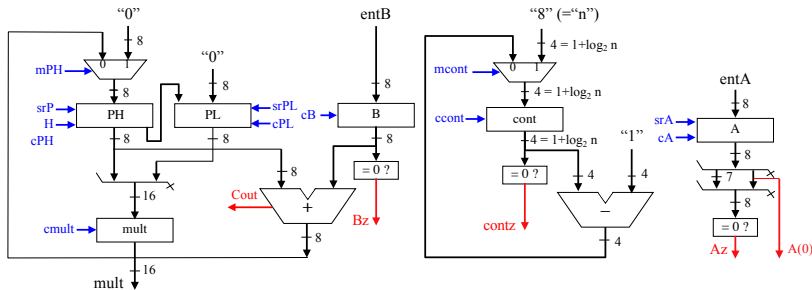 “0” entB “8” (=“n”)
8 8 4 = 1+log2 n
“0” entA
mPH 0 1 mcont 0 1
8 8 8 4 = 1+log2 n 8
srP PH PL srPL B cont srA A
H cPL cB ccont cA
cPH
8 8 8 4 = 1+log2 n “1” 8
= 0 ? = 0 ? 7
16 8 4 4
Cout + Bz − 8
cmult mult contz = 0 ?
8 4
16 Az A(0)
mult